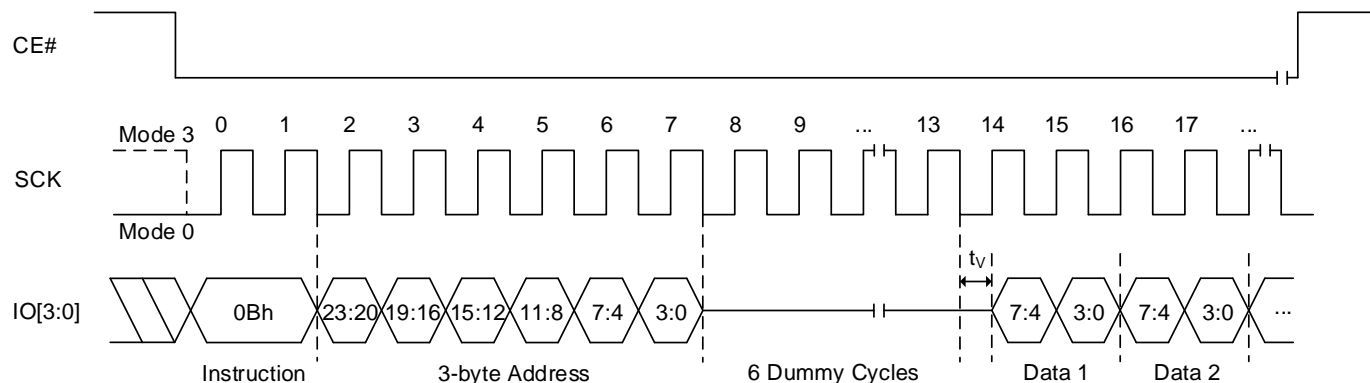 CE#
Mode 3 0 1 2 3 4 5 6 7 8 9 ... 13 14 15 16 17 ...
SCK
Mode 0
tV
IO[3:0] 0Bh 23:20 19:16 15:12 11:8 7:4 3:0 7:4 3:0 7:4 3:0 ...
Instruction 3-byte Address 6 Dummy Cycles Data 1 Data 2